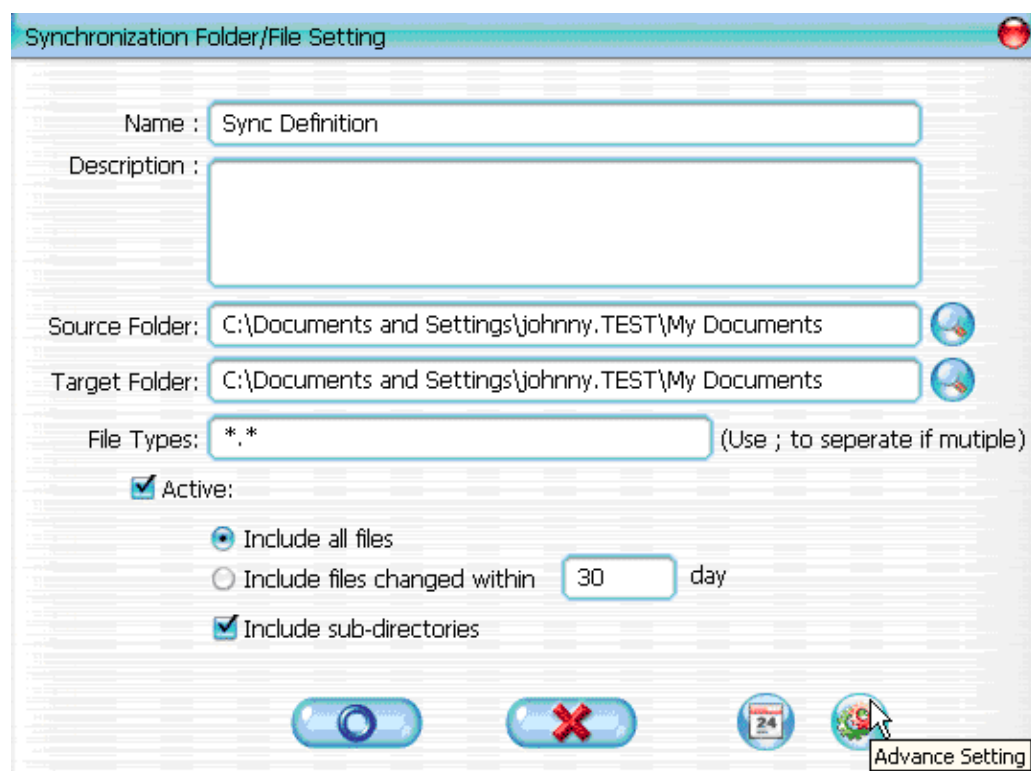 Synchronization Folder/File Setting
Name : Sync Definition
Description :
Source Folder: C:\Documents and Settings\johnny.TEST\My Documents
Target Folder: C:\Documents and Settings\johnny.TEST\My Documents
File Types: *.* (Use ; to seperate if mutiple)
Active:
Include all files
Include files changed within 30 day
Include sub-directories
24
Advance Setting